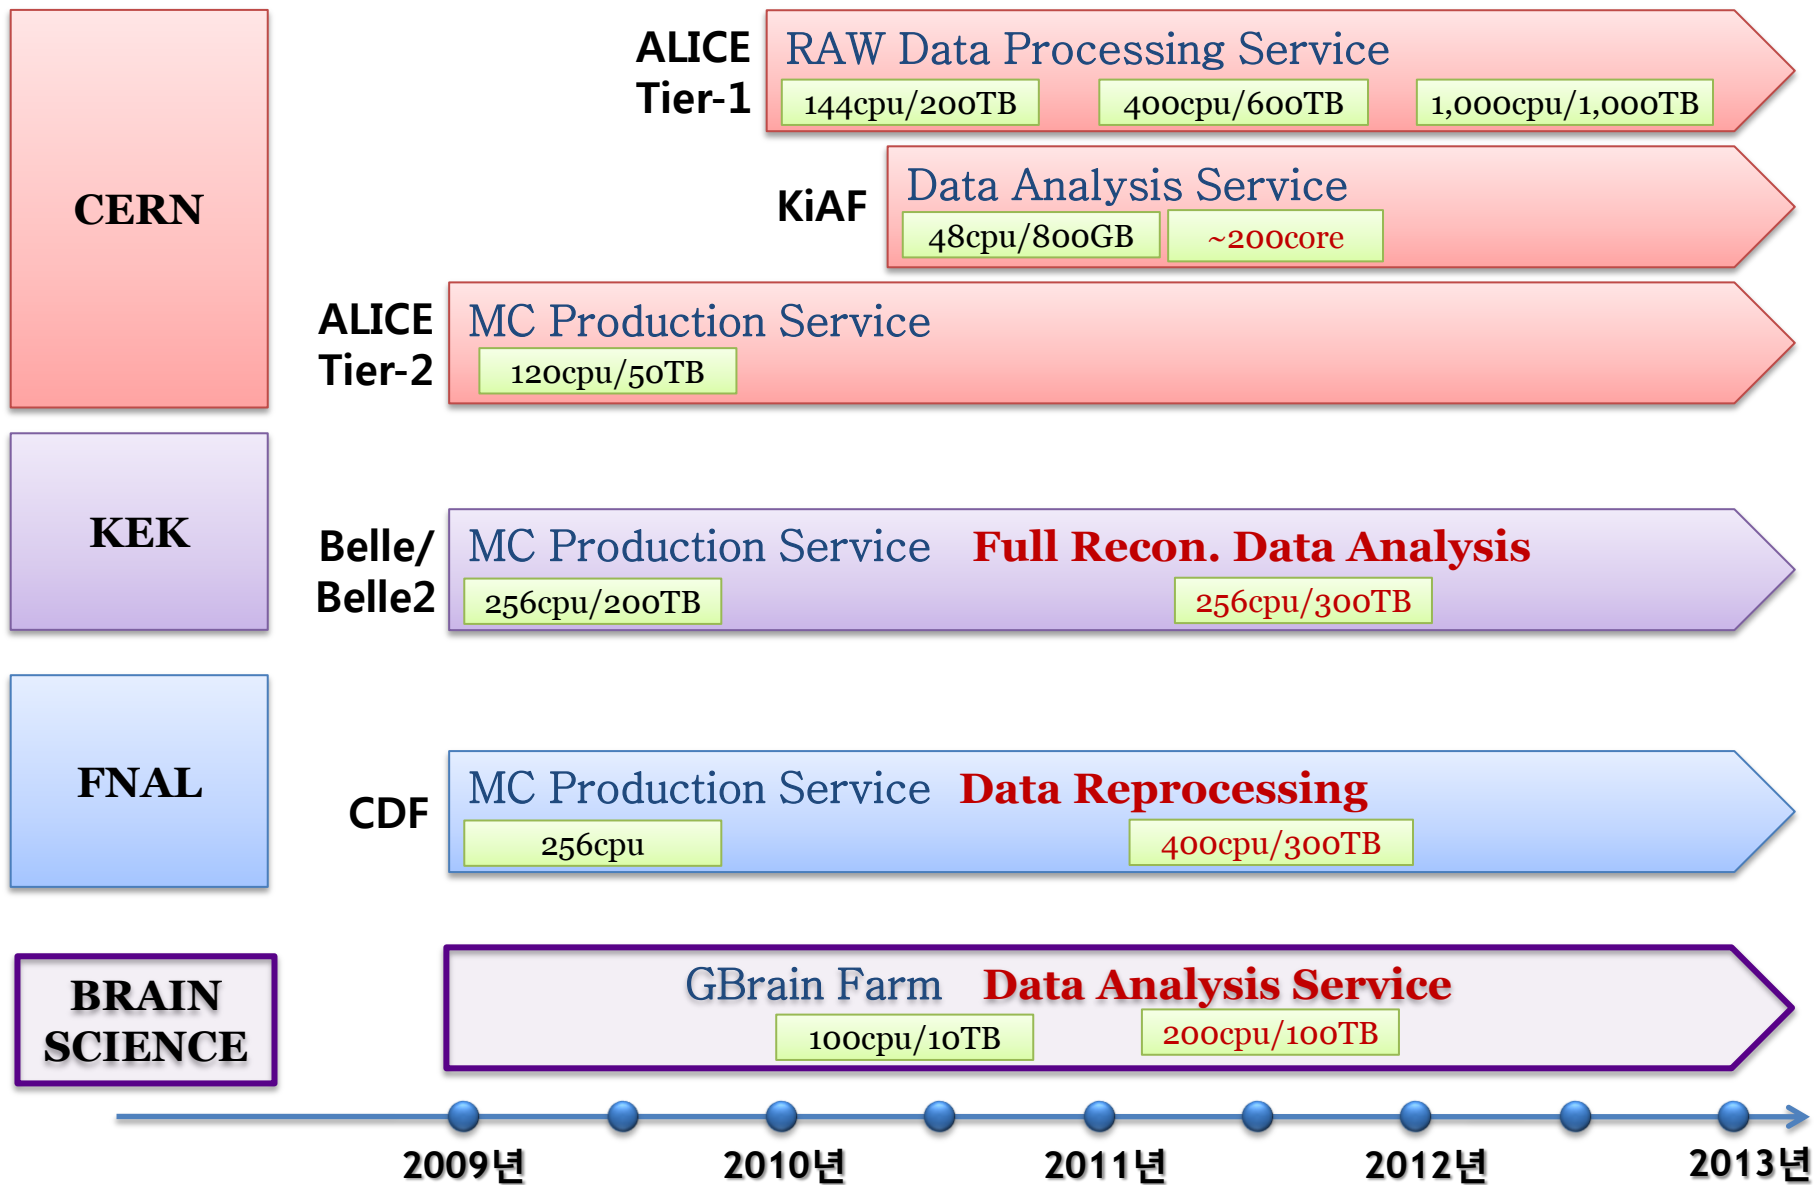 CERN
ALICE
Tier-1
RAW Data Processing Service
144cpu/200TB
400cpu/600TB
1,000cpu/1,000TB
KiAF
Data Analysis Service
48cpu/800GB
~200core
ALICE
Tier-2
MC Production Service
120cpu/50TB
KEK
Belle/
Belle2
MC Production Service Full Recon. Data Analysis
256cpu/200TB
256cpu/300TB
FNAL
CDF
MC Production Service Data Reprocessing
256cpu
400cpu/300TB
BRAIN
SCIENCE
GBrain Farm Data Analysis Service
100cpu/10TB
200cpu/100TB
2009년
2010년
2011년
2012년
2013년